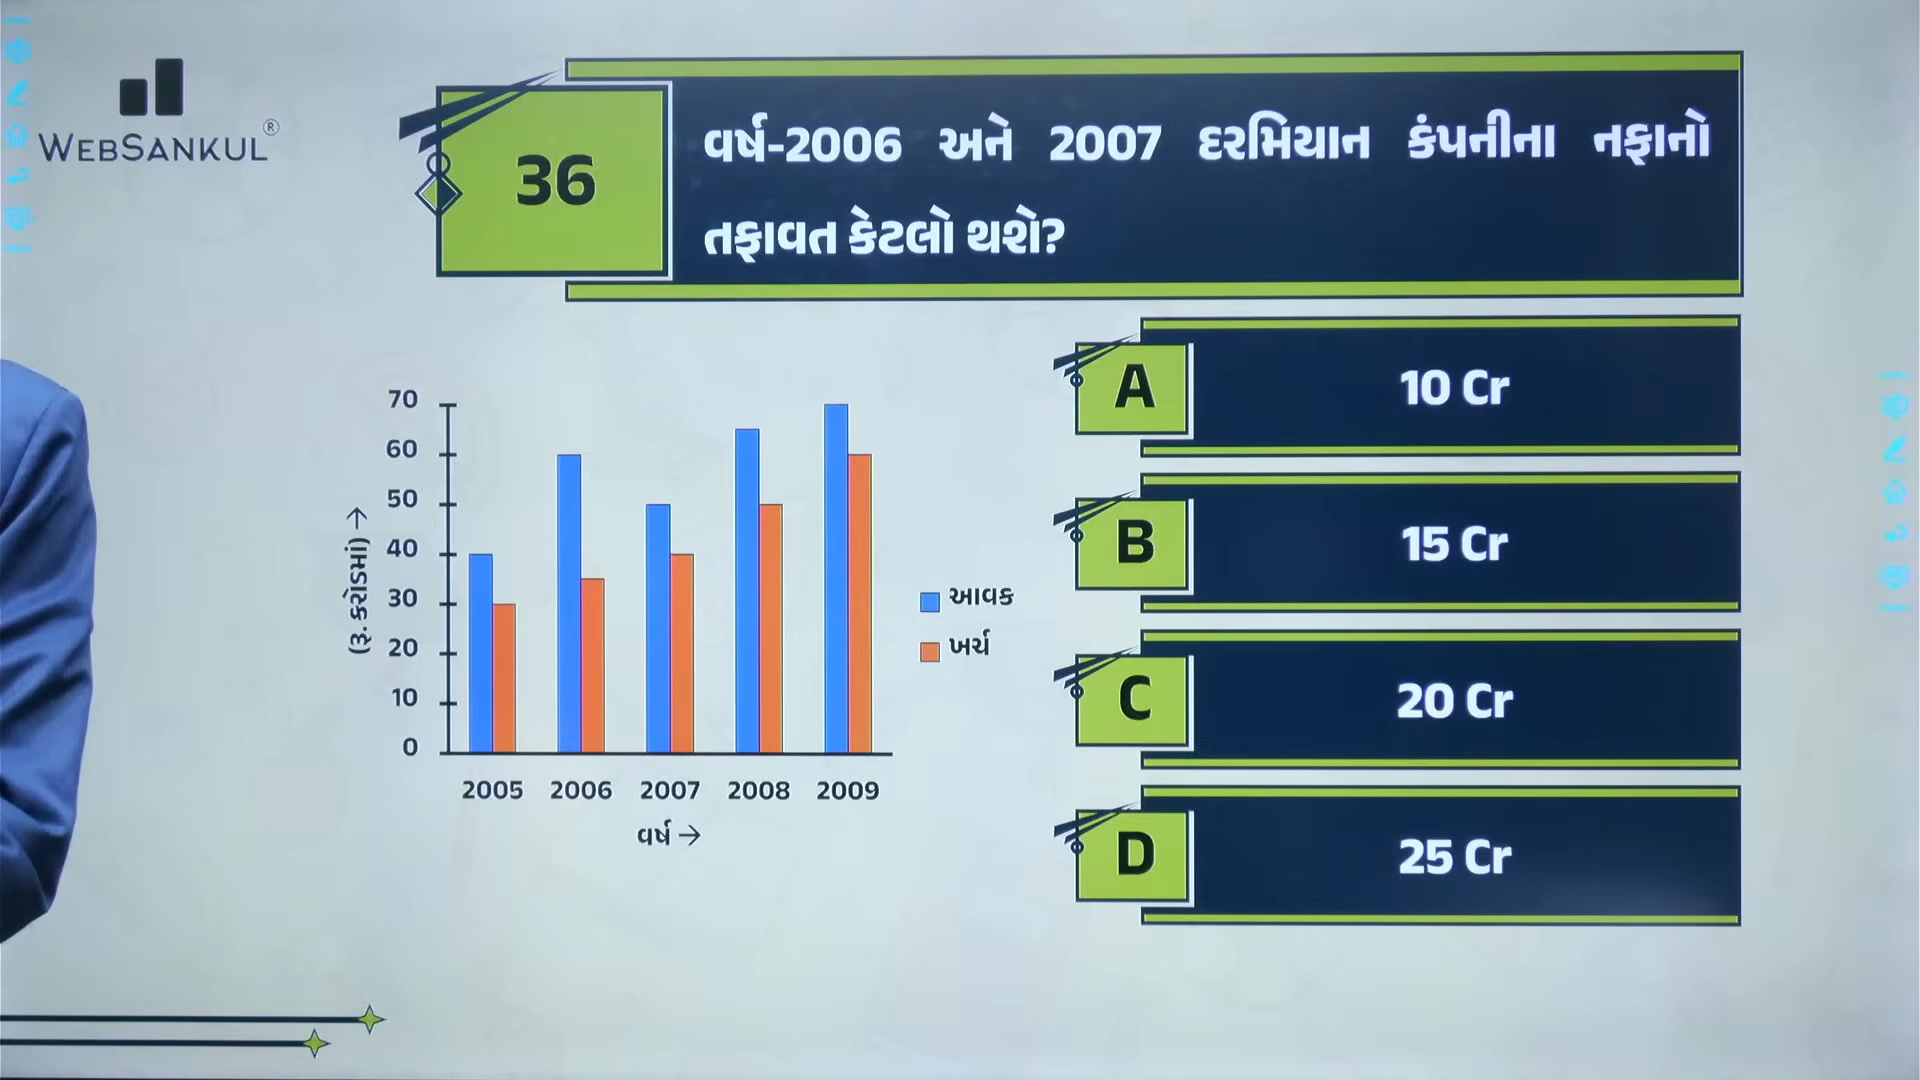 WEBSANKUL®
36
વર્ષ-2006 અને 2007 દરમિયાન કંપનીના નફાનો
તફાવત કેટલો થશે?
(રૂ. કરોડમાં) →
70
60
50
40
30
20
10
0
2005 2006 2007 2008 2009
વર્ષ →
આવક
ખર્ચ
A 10 Cr
B 15 Cr
C 20 Cr
D 25 Cr